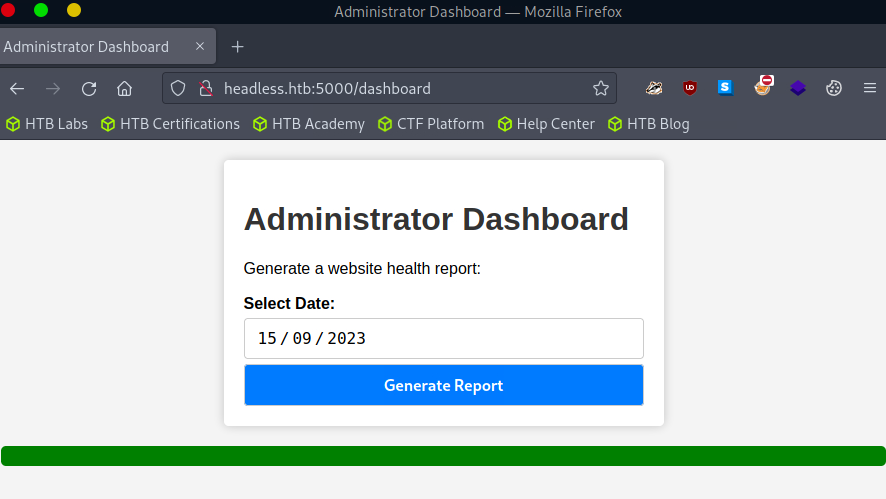 Administrator Dashboard — Mozilla Firefox
Administrator Dashboard
headless.htb:5000/dashboard
HTB Labs HTB Certifications HTB Academy CTF Platform Help Center HTB Blog
Administrator Dashboard
Generate a website health report:
Select Date:
15 / 09 / 2023
Generate Report